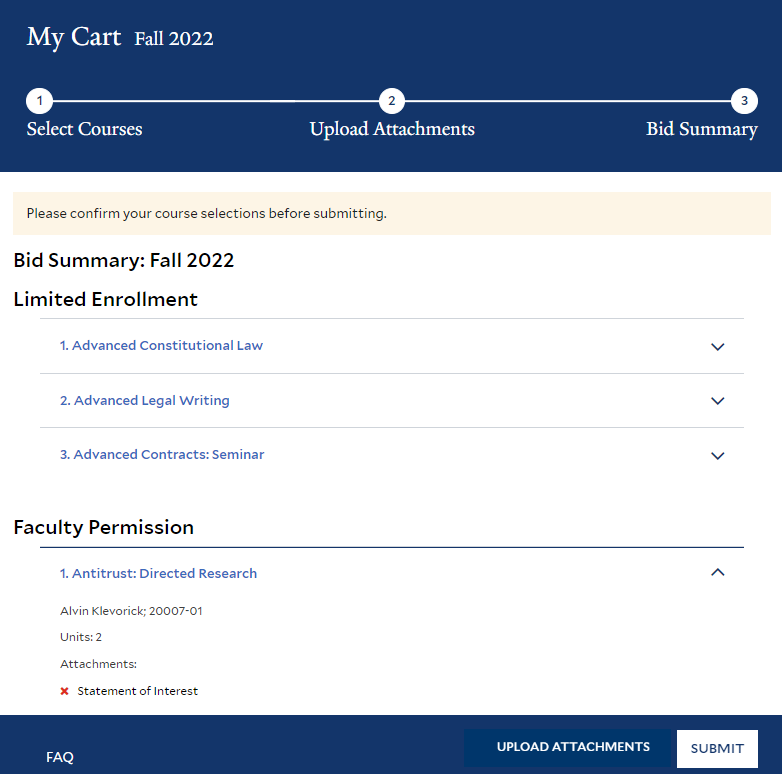 My Cart Fall 2022
1 2 3
Select Courses Upload Attachments Bid Summary
Please confirm your course selections before submitting.
Bid Summary: Fall 2022
Limited Enrollment
1. Advanced Constitutional Law
2. Advanced Legal Writing
3. Advanced Contracts: Seminar
Faculty Permission
1. Antitrust: Directed Research
Alvin Klevorick; 20007-01
Units: 2
Attachments:
Statement of Interest
FAQ UPLOAD ATTACHMENTS SUBMIT